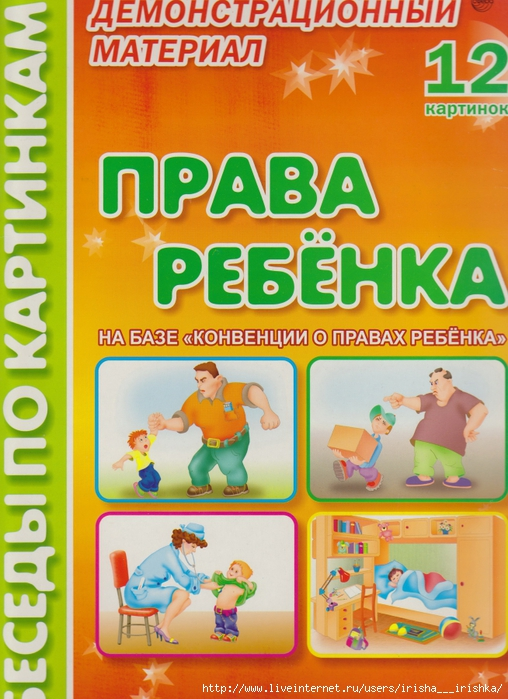 ДЕМОНСТРАЦИОННЫЙ
МАТЕРИАЛ
12
картинок
ПРАВА
РЕБЁНКА
НА БАЗЕ «КОНВЕНЦИИ О ПРАВАХ РЕБЁНКА»
БЕСЕДЫ ПО КАРТИНКАМ
http://www.liveinternet.ru/users/irisha___irishka/